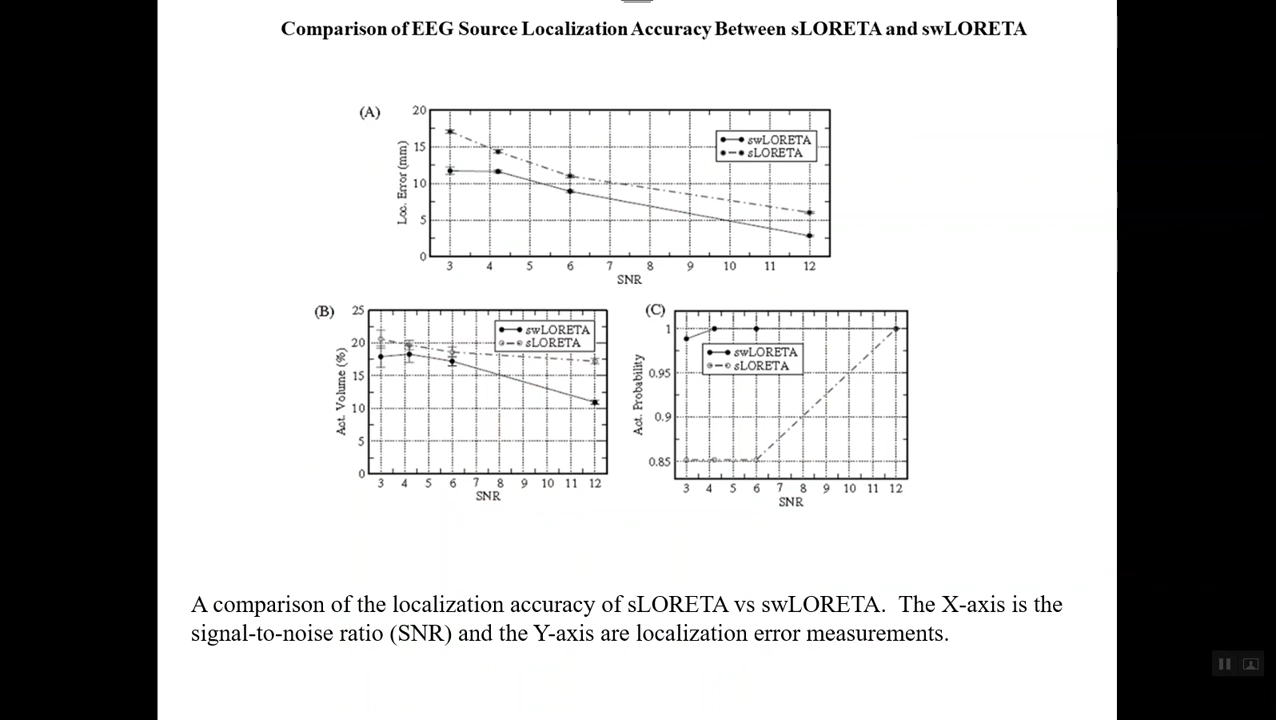 Comparison of EEG Source Localization Accuracy Between sLORETA and swLORETA
(A)
20
15
10
5
0
Loc. Error (mm)
swLORETA
sLORETA
3 4 5 6 7 8 9 10 11 12
SNR
(B)
25
20
15
10
5
0
Act. Volume (%)
swLORETA
sLORETA
3 4 5 6 7 8 9 10 11 12
SNR
(C)
1
0.95
0.9
0.85
Act. Probability
swLORETA
sLORETA
3 4 5 6 7 8 9 10 11 12
SNR
A comparison of the localization accuracy of sLORETA vs swLORETA. The X-axis is the
signal-to-noise ratio (SNR) and the Y-axis are localization error measurements.